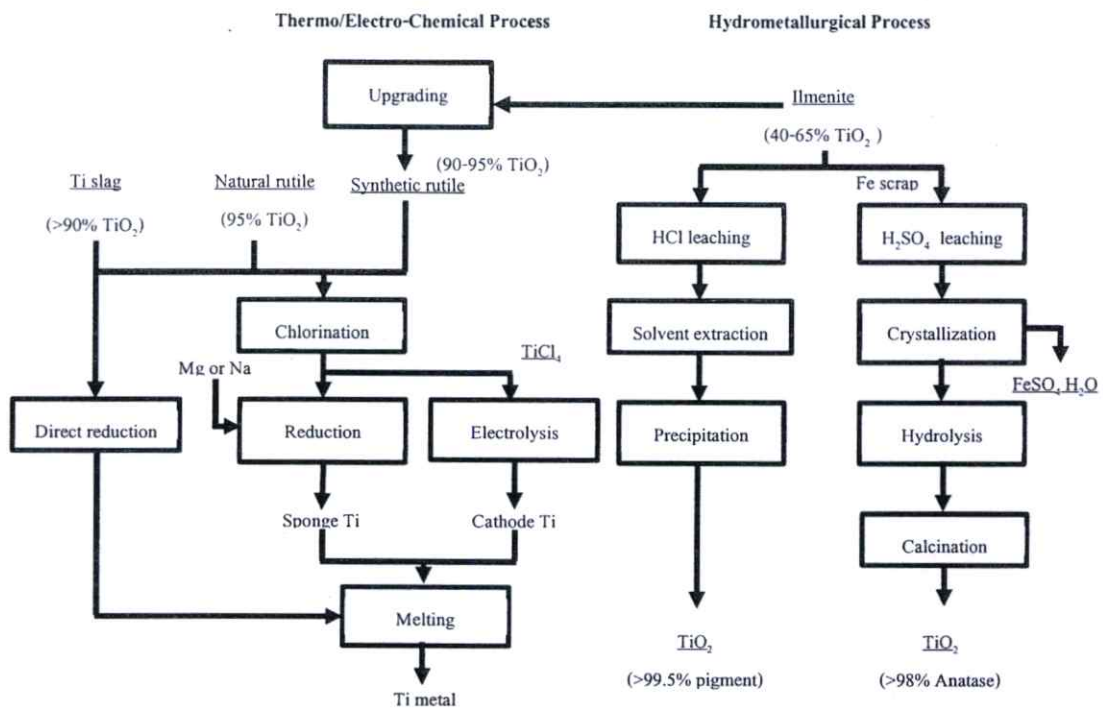 Thermo/Electro-Chemical Process
Hydrometallurgical Process
Upgrading
Ilmenite
(40-65% TiO₂ )
(90-95% TiO₂)
Ti slag
Natural rutile
Synthetic rutile
Fe scrap
(>90% TiO₂)
(95% TiO₂)
HCl leaching
H₂SO₄ leaching
Chlorination
Solvent extraction
Crystallization
TiCl₄
Mg or Na
FeSO₄ H₂O
Direct reduction
Reduction
Electrolysis
Precipitation
Hydrolysis
Sponge Ti
Cathode Ti
Calcination
Melting
TiO₂
(>99.5% pigment)
TiO₂
(>98% Anatase)
Ti metal